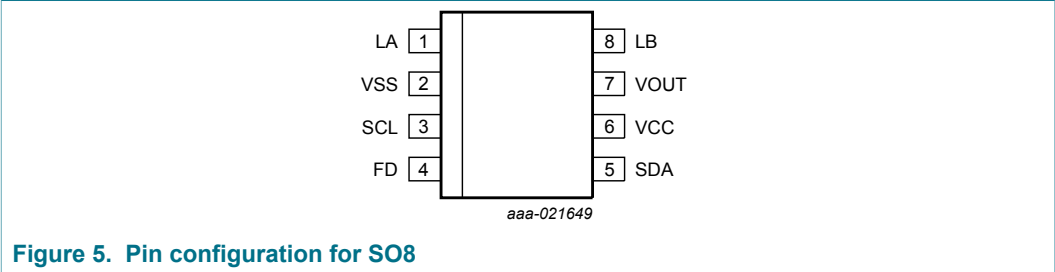 LA 1 8 LB
VSS 2 7 VOUT
SCL 3 6 VCC
FD 4 5 SDA
aaa-021649
Figure 5. Pin configuration for SO8